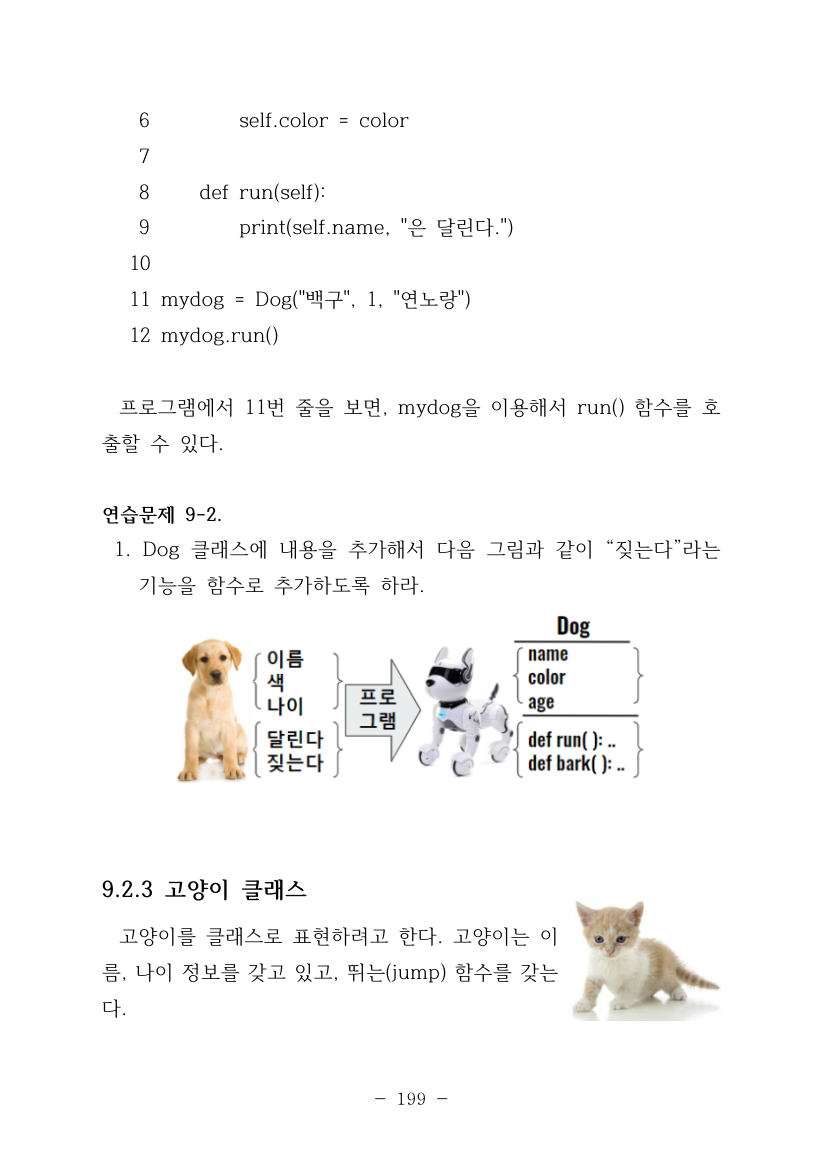 6         self.color = color
7
8     def run(self):
9         print(self.name, "은 달린다.")
10
11 mydog = Dog("백구", 1, "연노랑")
12 mydog.run()
프로그램에서 11번 줄을 보면, mydog을 이용해서 run() 함수를 호
출할 수 있다.
연습문제 9-2.
1. Dog 클래스에 내용을 추가해서 다음 그림과 같이 “짖는다”라는
기능을 함수로 추가하도록 하라.
이름
색
나이
달린다
짖는다
프로
그램
Dog
name
color
age
def run( ): ..
def bark( ): ..
9.2.3 고양이 클래스
고양이를 클래스로 표현하려고 한다. 고양이는 이
름, 나이 정보를 갖고 있고, 뛰는(jump) 함수를 갖는
다.
- 199 -